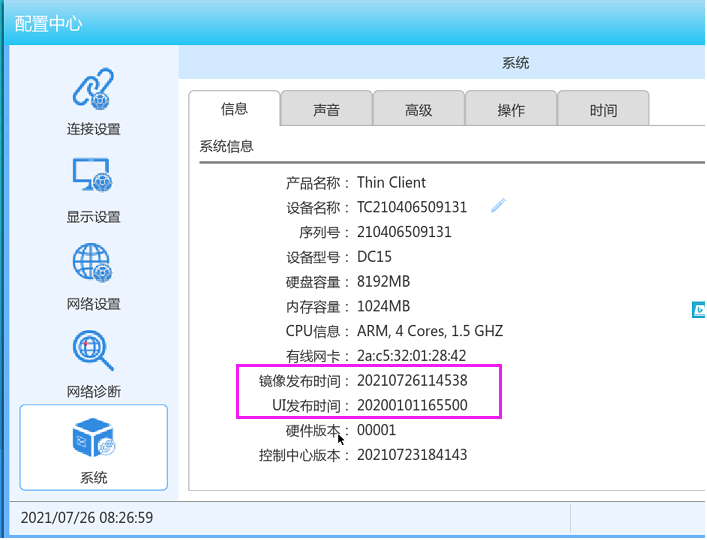 配置中心
系统
连接设置
显示设置
网络设置
网络诊断
系统
信息 声音 高级 操作 时间
系统信息
产品名称： Thin Client
设备名称： TC210406509131
序列号： 210406509131
设备型号： DC15
硬盘容量： 8192MB
内存容量： 1024MB
CPU信息： ARM, 4 Cores, 1.5 GHZ
有线网卡： 2a:c5:32:01:28:42
镜像发布时间： 20210726114538
UI发布时间： 20200101165500
硬件版本： 00001
控制中心版本： 20210723184143
2021/07/26 08:26:59